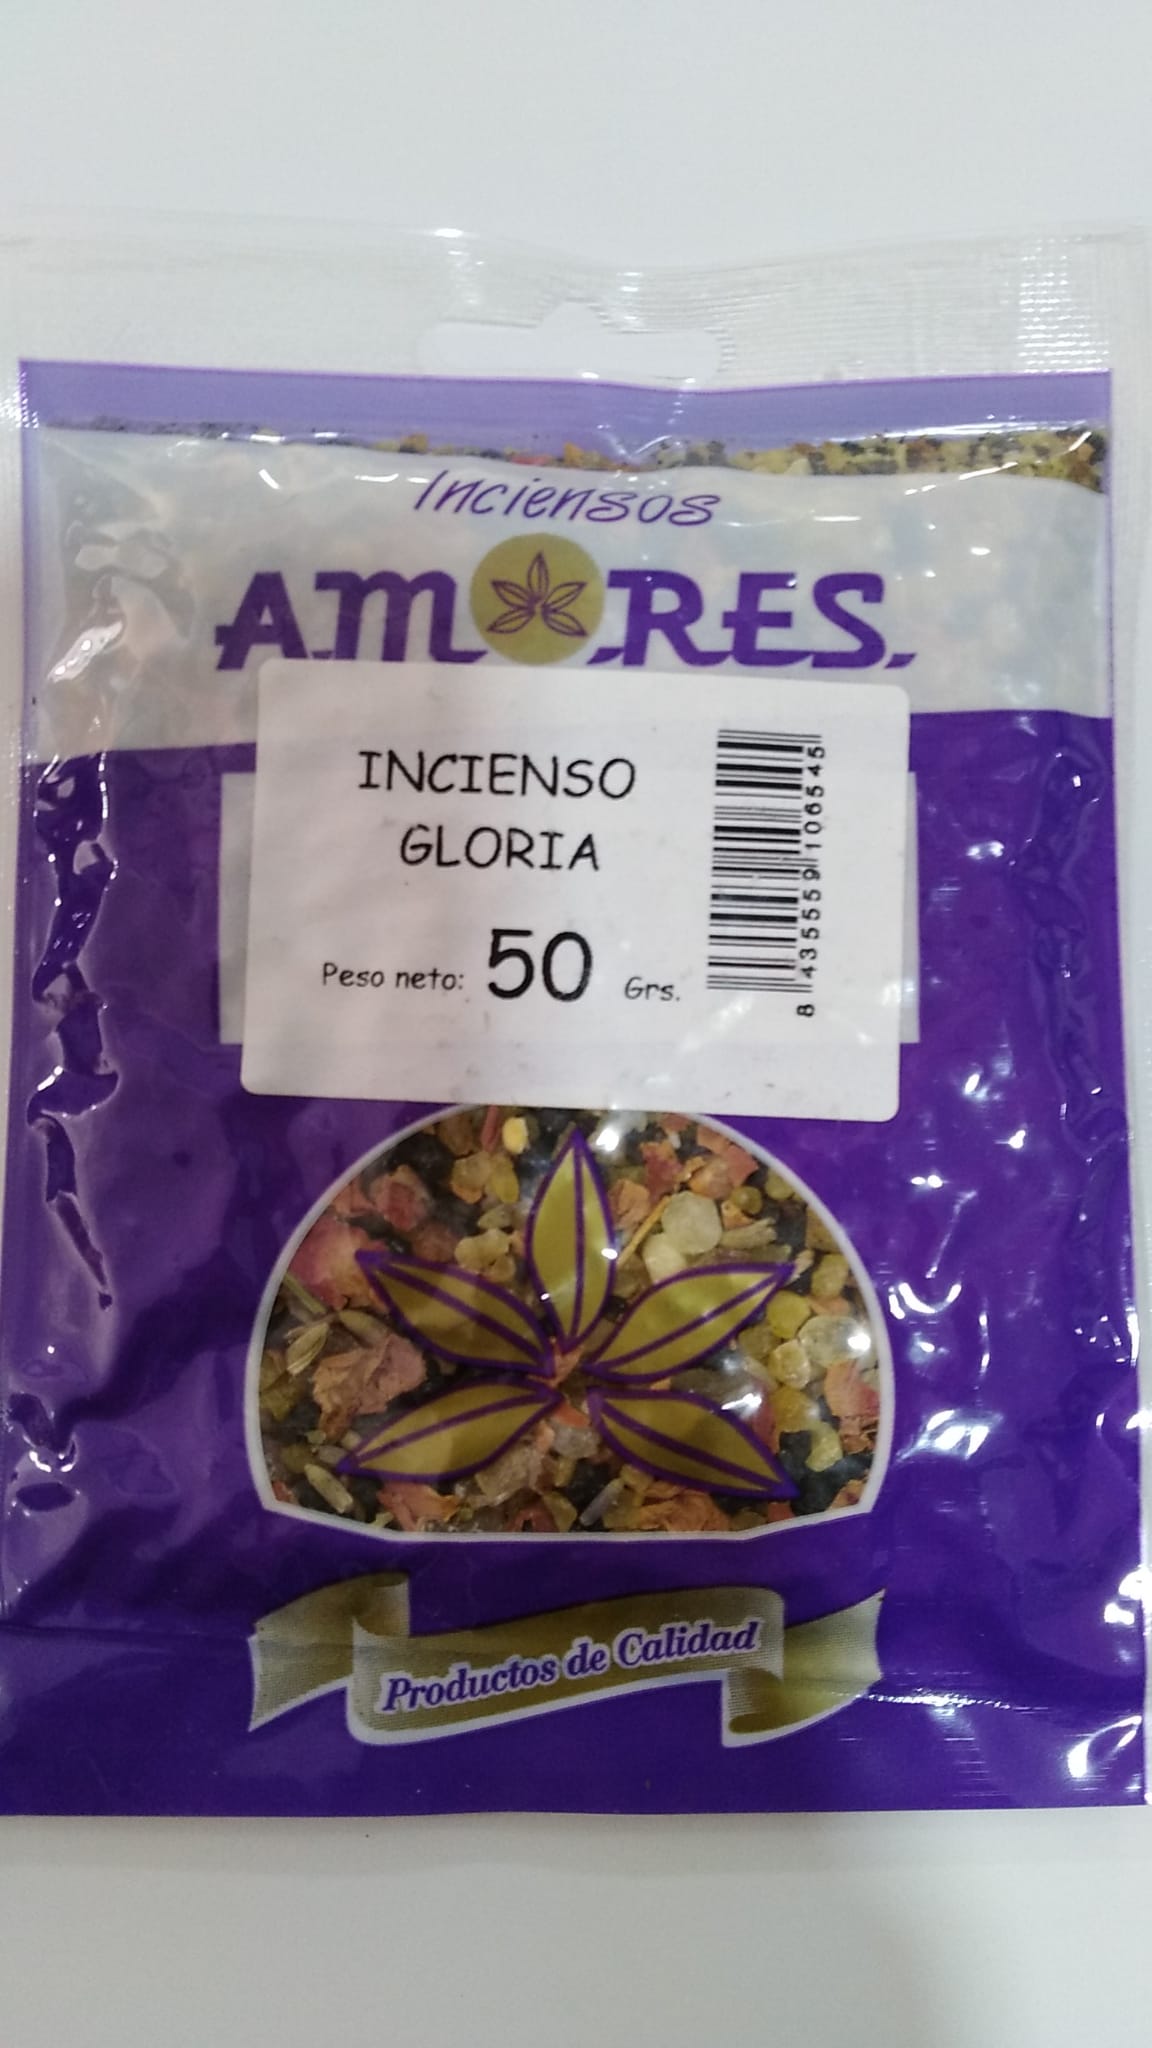 Inciensos
AMORES
INCIENSO
GLORIA
Peso neto: 50 Grs.
8 435559 106545
Productos de Calidad